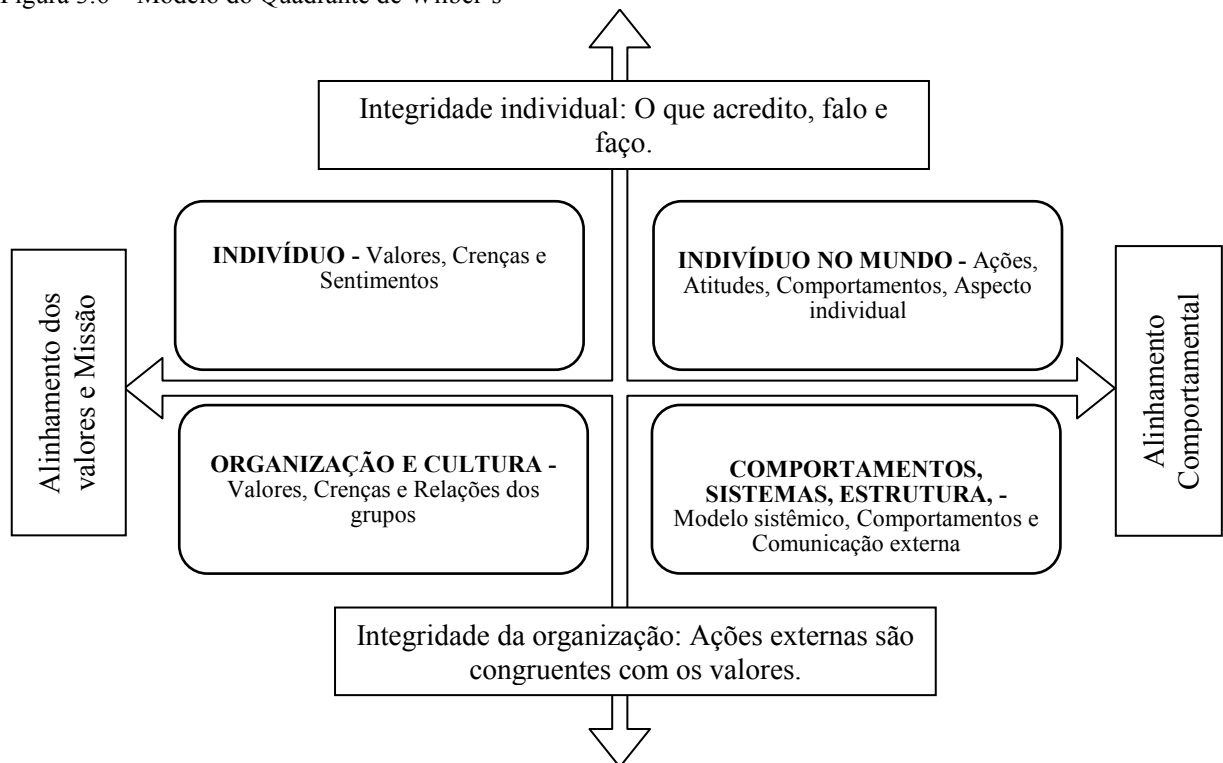 Figura 3.6 – Modelo do Quadrante de Wilber's
Integridade individual: O que acredito, falo e
faço.
INDIVÍDUO - Valores, Crenças e
Sentimentos
INDIVÍDUO NO MUNDO - Ações,
Atitudes, Comportamentos, Aspecto
individual
Alinhamento dos
valores e Missão
Alinhamento
Comportamental
ORGANIZAÇÃO E CULTURA -
Valores, Crenças e Relações dos
grupos
COMPORTAMENTOS,
SISTEMAS, ESTRUTURA, -
Modelo sistêmico, Comportamentos e
Comunicação externa
Integridade da organização: Ações externas são
congruentes com os valores.